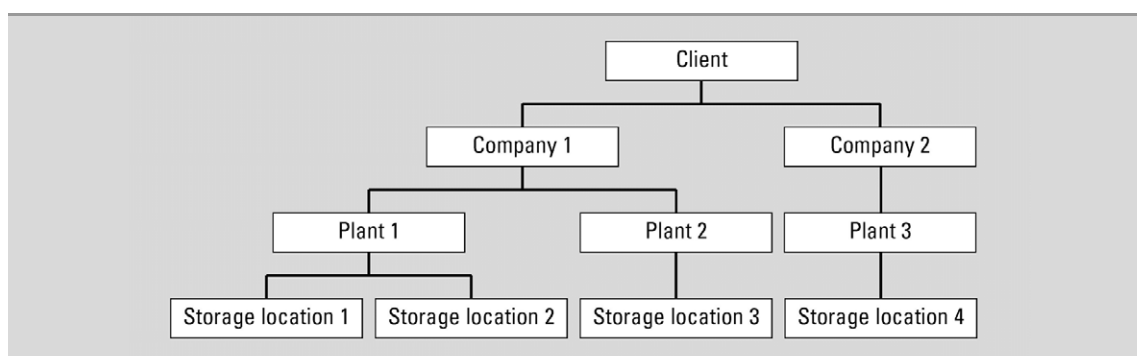 Client
Company 1
Company 2
Plant 1
Plant 2
Plant 3
Storage location 1
Storage location 2
Storage location 3
Storage location 4